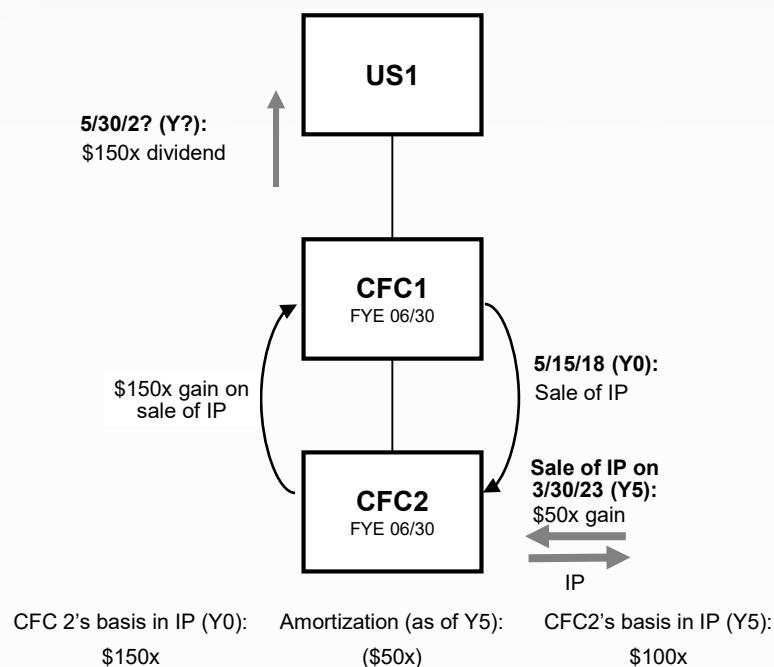 US1
5/30/2? (Y?):
$150x dividend
CFC1
FYE 06/30
5/15/18 (Y0):
Sale of IP
$150x gain on
sale of IP
Sale of IP on
3/30/23 (Y5):
$50x gain
CFC2
FYE 06/30
IP
CFC 2's basis in IP (Y0):
$150x
Amortization (as of Y5):
($50x)
CFC2's basis in IP (Y5):
$100x